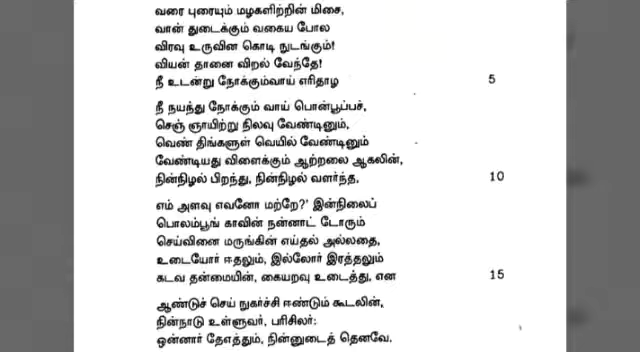 வரை புரையும் மழகளிற்றின் மிசை,
வான் துடைக்கும் வகைய போல
விரவு உருவின கொடி நுடங்கும்!
வியன் தானை விறல் வேந்தே!
நீ உடன்று நோக்கும்வாய் எரிதாழ 5
நீ நயந்து நோக்கும் வாய் பொன்பூப்பச்,
செஞ் ஞாயிற்று நிலவு வேண்டினும்,
வெண் திங்களுள் வெயில் வேண்டினும்
வேண்டியது விளைக்கும் ஆற்றலை ஆகலின்,
நின்நிழல் பிறந்து, நின்நிழல் வளர்ந்த, 10
எம் அளவு எவனோ மற்றே?' இன்நிலைப்
பொலம்பூங் காவின் நன்னாட் டோரும்
செய்வினை மருங்கின் எய்தல் அல்லதை,
உடையோர் ஈதலும், இல்லோர் இரத்தலும்
கடவ தன்மையின், கையறவு உடைத்து, என 15
ஆண்டுச் செய் நுகர்ச்சி ஈண்டும் கூடலின்,
நின்நாடு உள்ளுவர், பரிசிலர்:
ஒன்னார் தேஎத்தும், நின்னுடைத் தெனவே.